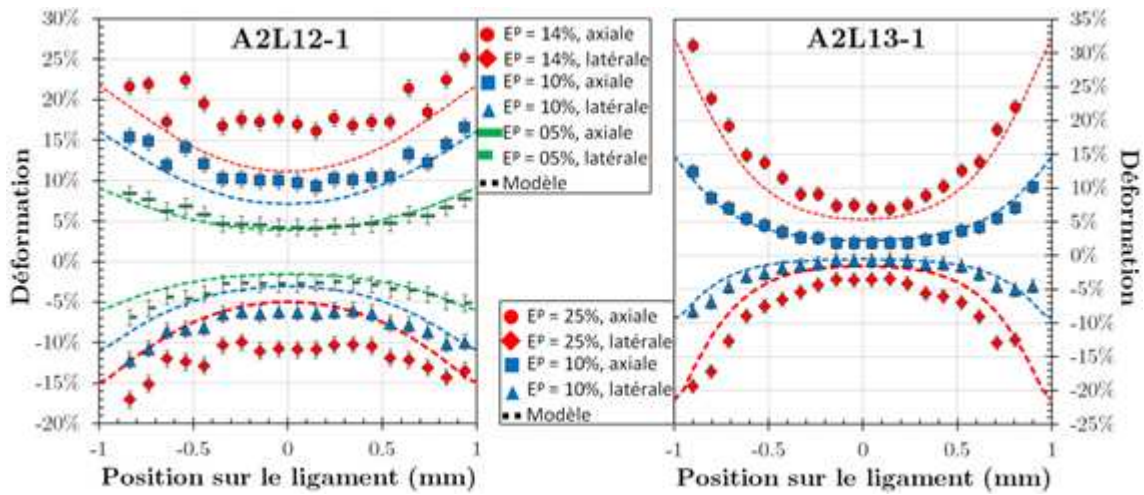 A2L12-1
30%
25%
20%
15%
10%
5%
0%
-5%
-10%
-15%
-20%
Déformation
-1
-0.5
0
0.5
1
Position sur le ligament (mm)
Eᴾ = 14%, axiale
Eᴾ = 14%, latérale
Eᴾ = 10%, axiale
Eᴾ = 10%, latérale
Eᴾ = 05%, axiale
Eᴾ = 05%, latérale
Modèle
Eᴾ = 25%, axiale
Eᴾ = 25%, latérale
Eᴾ = 10%, axiale
Eᴾ = 10%, latérale
Modèle
A2L13-1
35%
30%
25%
20%
15%
10%
5%
0%
-5%
-10%
-15%
-20%
-25%
Déformation
-1
-0.5
0
0.5
1
Position sur le ligament (mm)